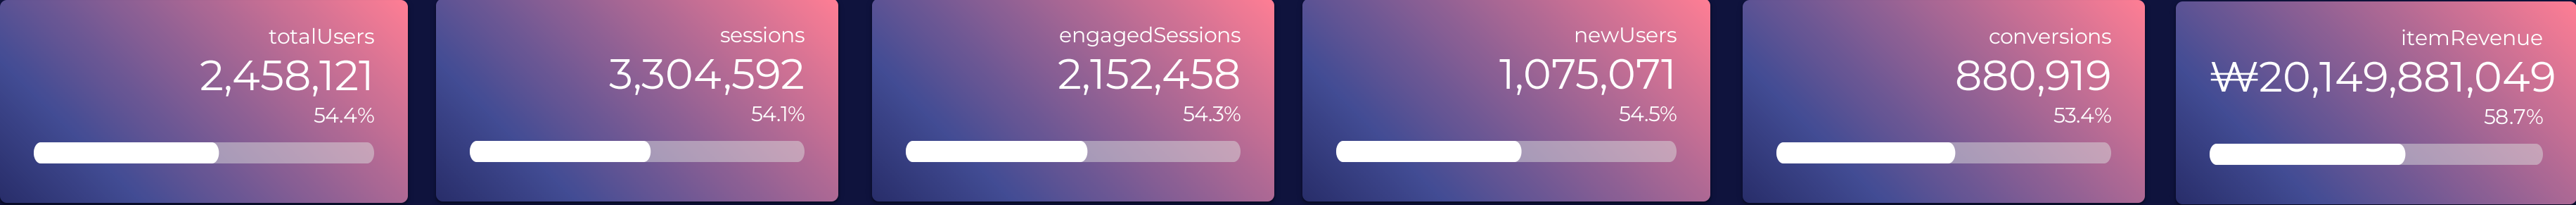 totalUsers
2,458,121
54.4%
sessions
3,304,592
54.1%
engagedSessions
2,152,458
54.3%
newUsers
1,075,071
54.5%
conversions
880,919
53.4%
itemRevenue
₩20,149,881,049
58.7%